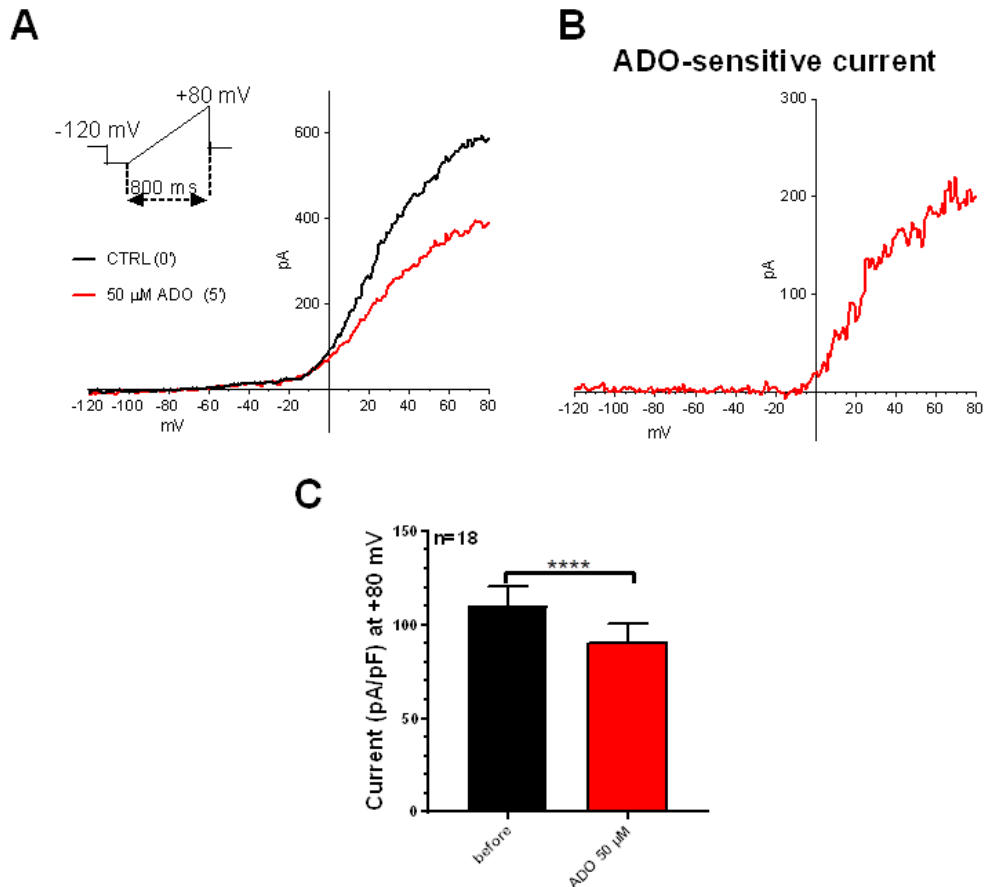 A
+80 mV
-120 mV
800 ms
CTRL (0')
50 µM ADO (5')
600
400
200
pA
-120 -100 -80 -60 -40 -20 20 40 60 80
mV
B
ADO-sensitive current
300
200
100
pA
-120 -100 -80 -60 -40 -20 20 40 60 80
mV
C
n=18
****
150
100
50
0
Current (pA/pF) at +80 mV
before
ADO 50 µM